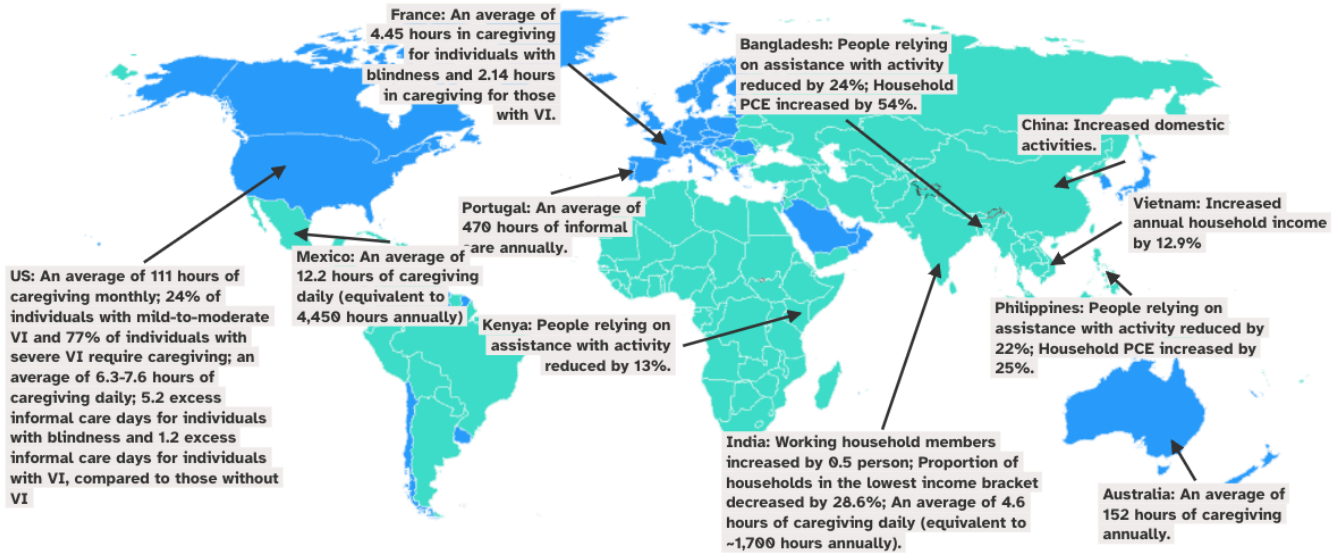 France: An average of
4.45 hours in caregiving
for individuals with
blindness and 2.14 hours
in caregiving for those
with VI.
Bangladesh: People relying
on assistance with activity
reduced by 24%; Household
PCE increased by 54%.
China: Increased domestic
activities.
Portugal: An average of
470 hours of informal
care annually.
Vietnam: Increased
annual household income
by 12.9%
US: An average of 111 hours of
caregiving monthly; 24% of
individuals with mild-to-moderate
VI and 77% of individuals with
severe VI require caregiving; an
average of 6.3-7.6 hours of
caregiving daily; 5.2 excess
informal care days for individuals
with blindness and 1.2 excess
informal care days for individuals
with VI, compared to those without
VI
Mexico: An average of
12.2 hours of caregiving
daily (equivalent to
4,450 hours annually)
Kenya: People relying on
assistance with activity
reduced by 13%.
Philippines: People relying on
assistance with activity reduced by
22%; Household PCE increased by
25%.
India: Working household members
increased by 0.5 person; Proportion of
households in the lowest income bracket
decreased by 28.6%; An average of 4.6
hours of caregiving daily (equivalent to
~1,700 hours annually).
Australia: An average of
152 hours of caregiving
annually.